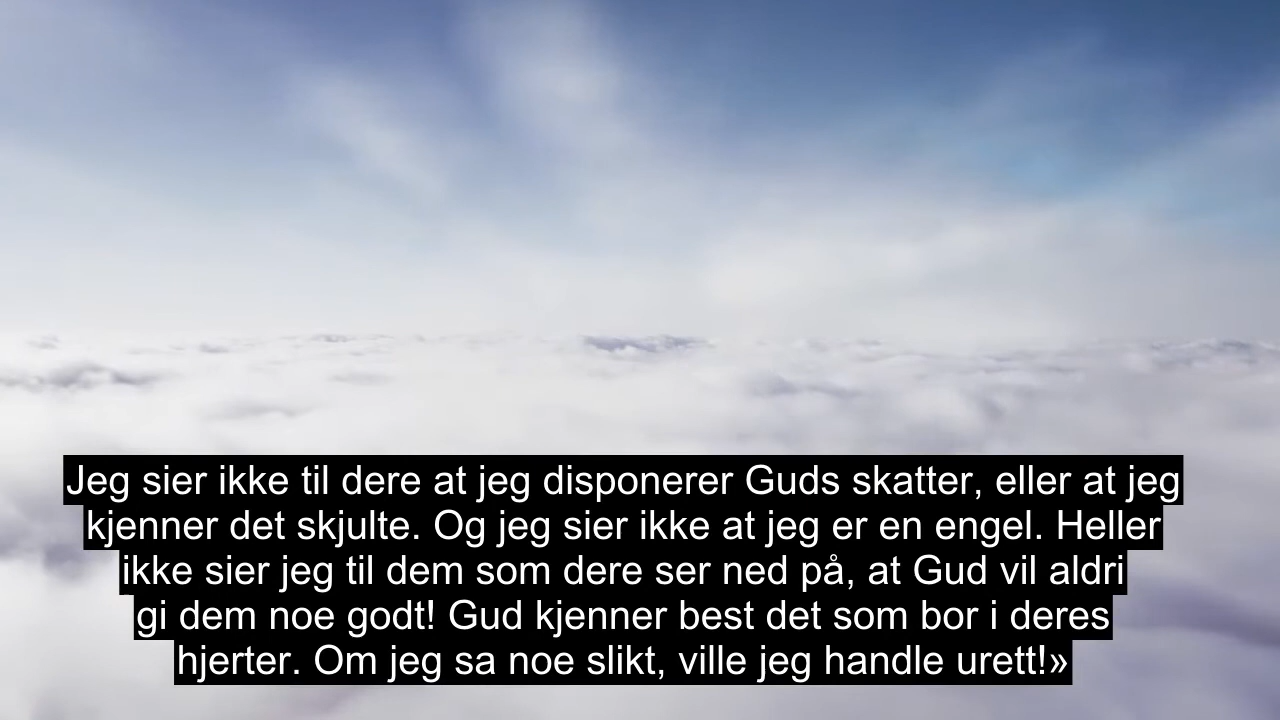 Jeg sier ikke til dere at jeg disponerer Guds skatter, eller at jeg
kjenner det skjulte. Og jeg sier ikke at jeg er en engel. Heller
ikke sier jeg til dem som dere ser ned på, at Gud vil aldri
gi dem noe godt! Gud kjenner best det som bor i deres
hjerter. Om jeg sa noe slikt, ville jeg handle urett!»